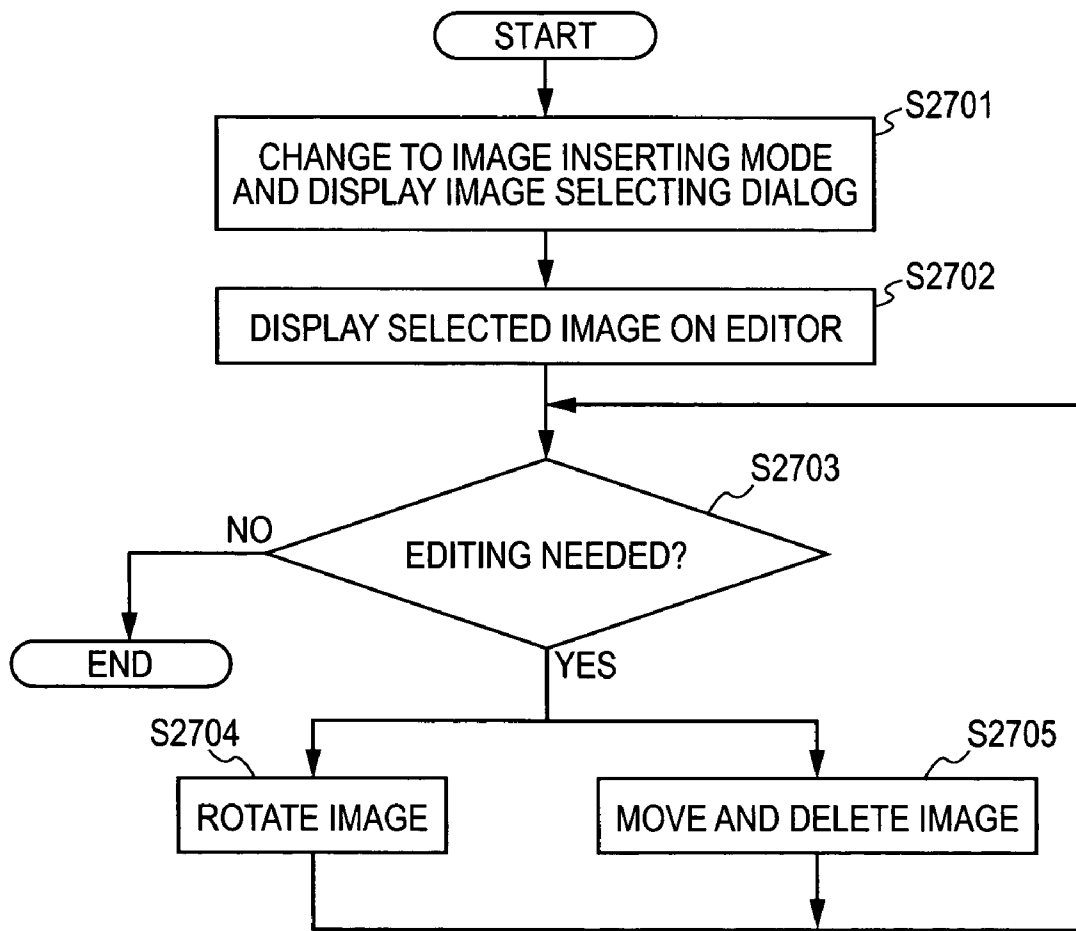 START
S2701
CHANGE TO IMAGE INSERTING MODE
AND DISPLAY IMAGE SELECTING DIALOG
S2702
DISPLAY SELECTED IMAGE ON EDITOR
S2703
NO
EDITING NEEDED?
END
YES
S2704
S2705
ROTATE IMAGE
MOVE AND DELETE IMAGE